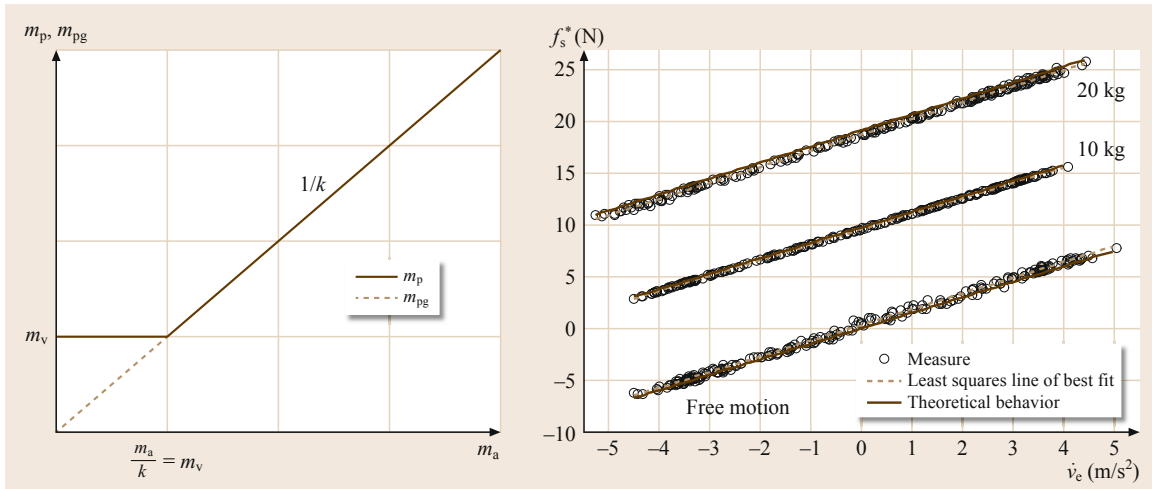 m_p, m_pg
1/k
m_p
m_pg
m_v
m_a/k = m_v
m_a
f_s* (N)
25
20
15
10
5
0
−5
−10
20 kg
10 kg
Free motion
Measure
Least squares line of best fit
Theoretical behavior
−5 −4 −3 −2 −1 0 1 2 3 4 5
v̇_e (m/s²)